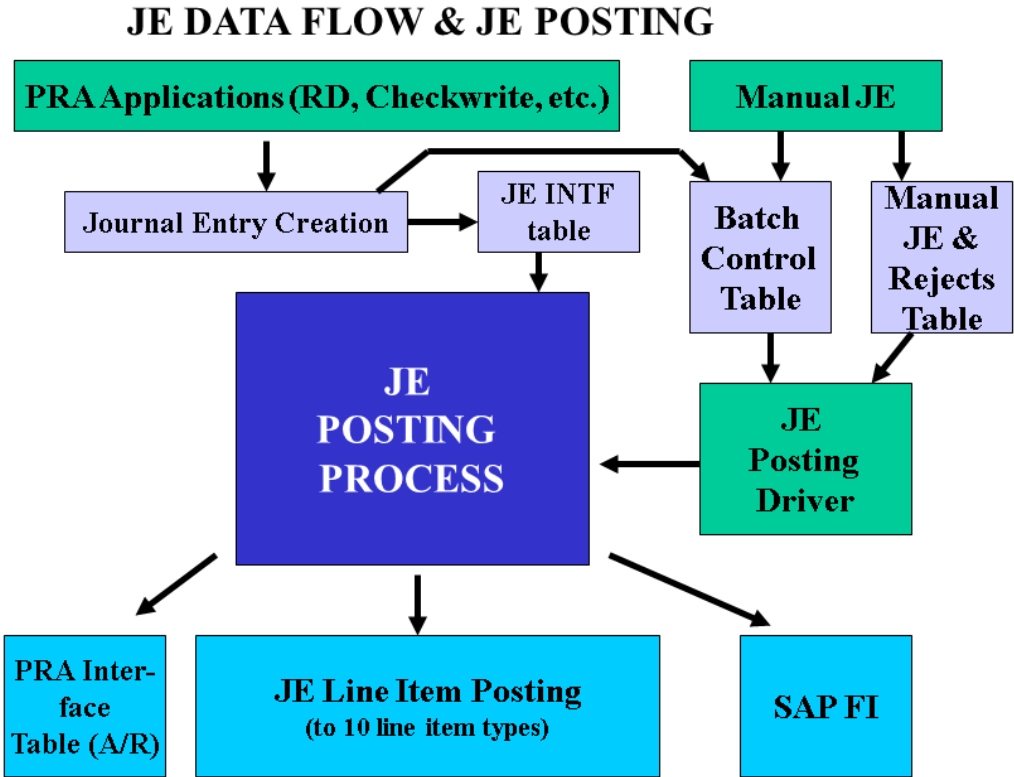 JE DATA FLOW & JE POSTING
PRA Applications (RD, Checkwrite, etc.)
Manual JE
Journal Entry Creation
JE INTF
table
Batch
Control
Table
Manual
JE &
Rejects
Table
JE
POSTING
PROCESS
JE
Posting
Driver
PRA Inter-
face
Table (A/R)
JE Line Item Posting
(to 10 line item types)
SAP FI